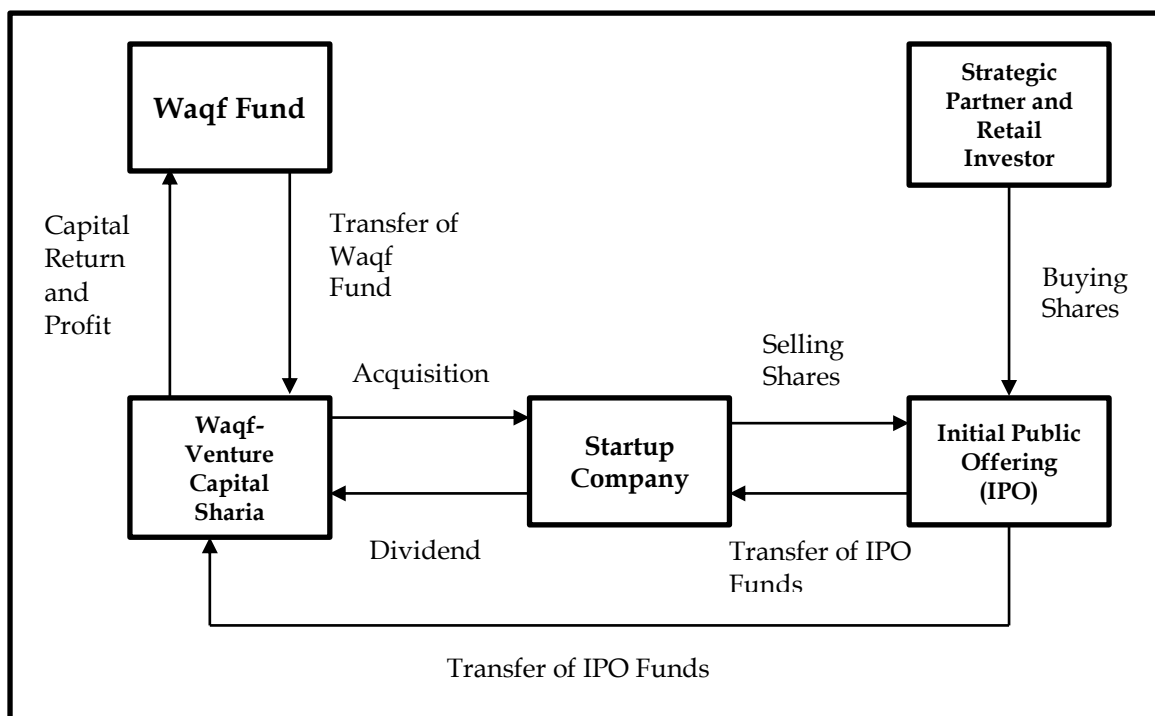 Waqf Fund
Strategic
Partner and
Retail
Investor
Capital
Return
and
Profit
Transfer of
Waqf
Fund
Buying
Shares
Acquisition
Selling
Shares
Waqf-
Venture
Capital
Sharia
Startup
Company
Initial Public
Offering
(IPO)
Dividend
Transfer of IPO
Funds
Transfer of IPO Funds